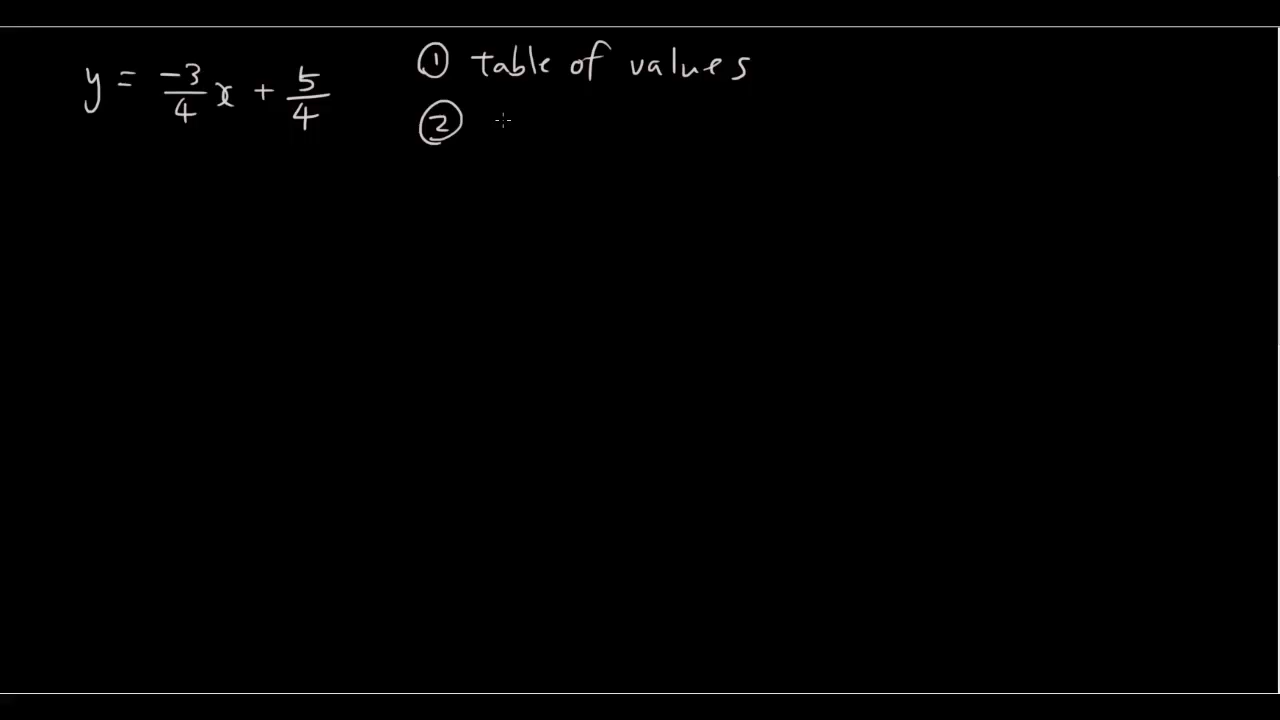 y = -3/4 x + 5/4
① table of values
②